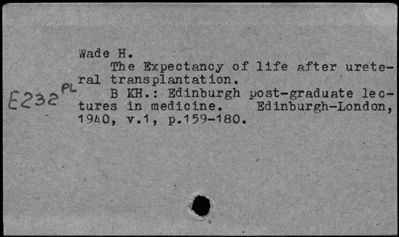 Wade H.
The Expectancy of life after urete-
ral transplantation.
B KH.: Edinburgh post-graduate lec-
tures in medicine. Edinburgh-London,
1940, v.1, p.159-180.
E232 PL